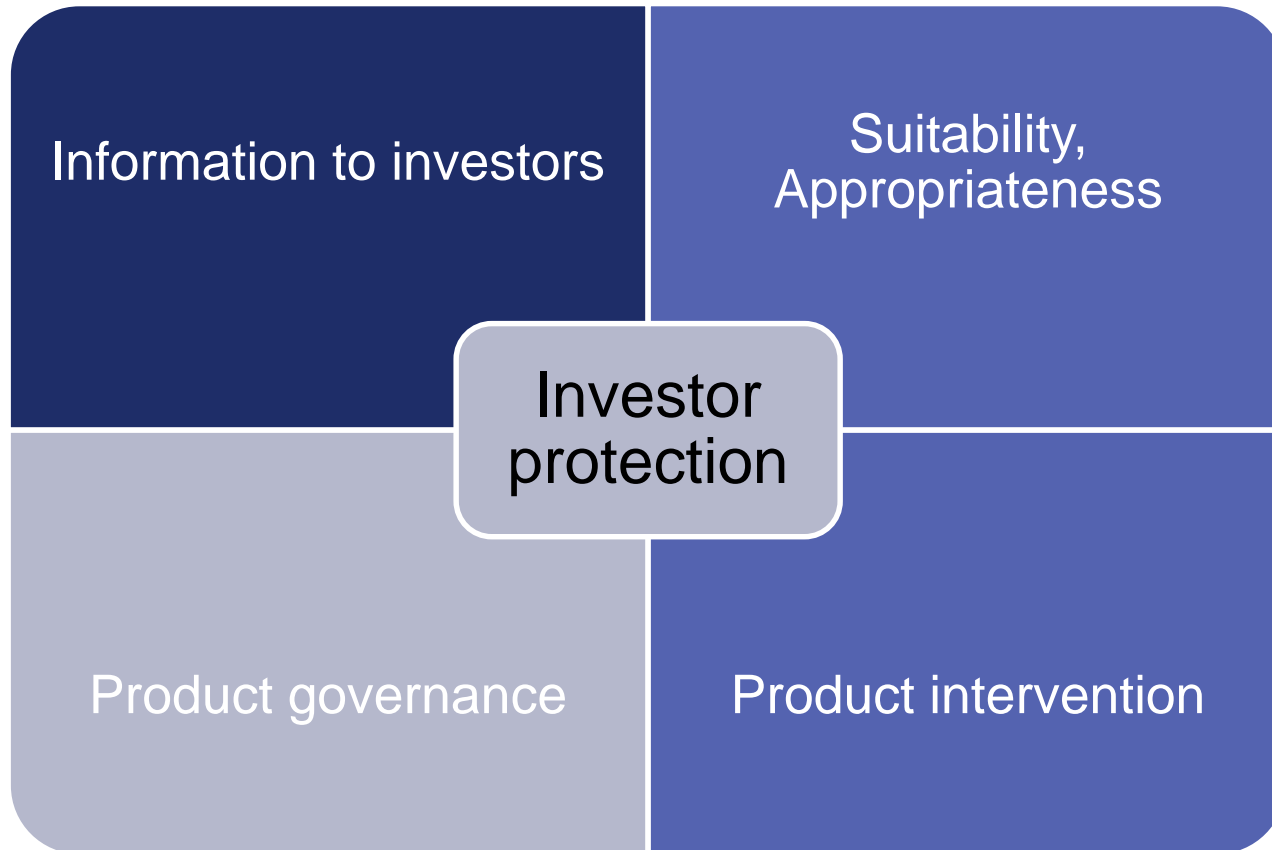 Information to investors
Suitability,
Appropriateness
Investor
protection
Product governance
Product intervention